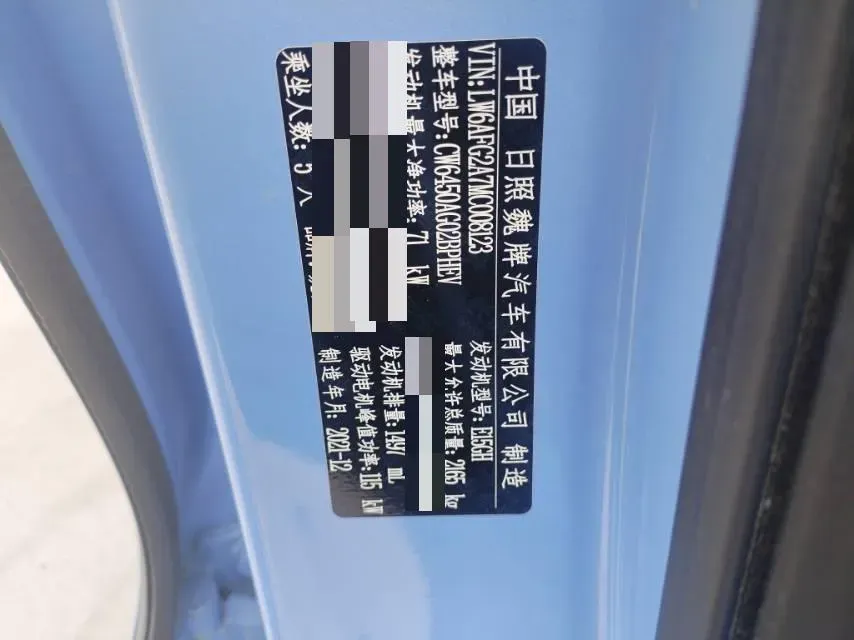 中国 日照魏牌汽车有限公司 制造
VIN:LW6AFG2A7MC008123
整车型号:CW6450AG02BPHEV 发动机型号:E15GH
最大允许总质量:2165 kg
发动机最大净功率:71 kW 发动机排量:1497 mL
驱动电机峰值功率:115 kW
乘坐人数:5人 制造年月:2021-12